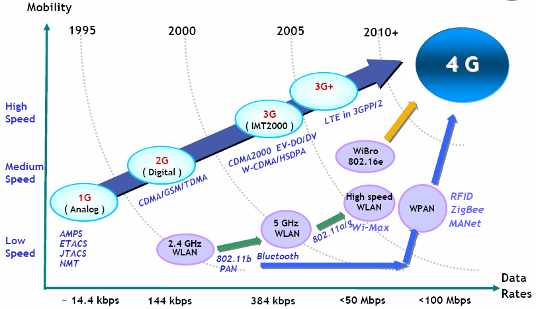 Mobility
1995
2000
2005
2010+
4 G
High
Speed
3G+
LTE in 3GPP/2
3G
( IMT2000 )
CDMA2000 EV-DO/DV
W-CDMA/HSDPA
2G
( Digital )
CDMA/GSM/TDMA
WiBro
802.16e
Medium
Speed
1G
( Analog )
AMPS
ETACS
JTACS
NMT
High speed
WLAN
Wi-Max
WPAN
RFID
ZigBee
MANet
5 GHz
WLAN
802.11a/g
Low
Speed
2.4 GHz
WLAN
802.11b
PAN
Bluetooth
Data
Rates
~ 14.4 kbps
144 kbps
384 kbps
<50 Mbps
<100 Mbps